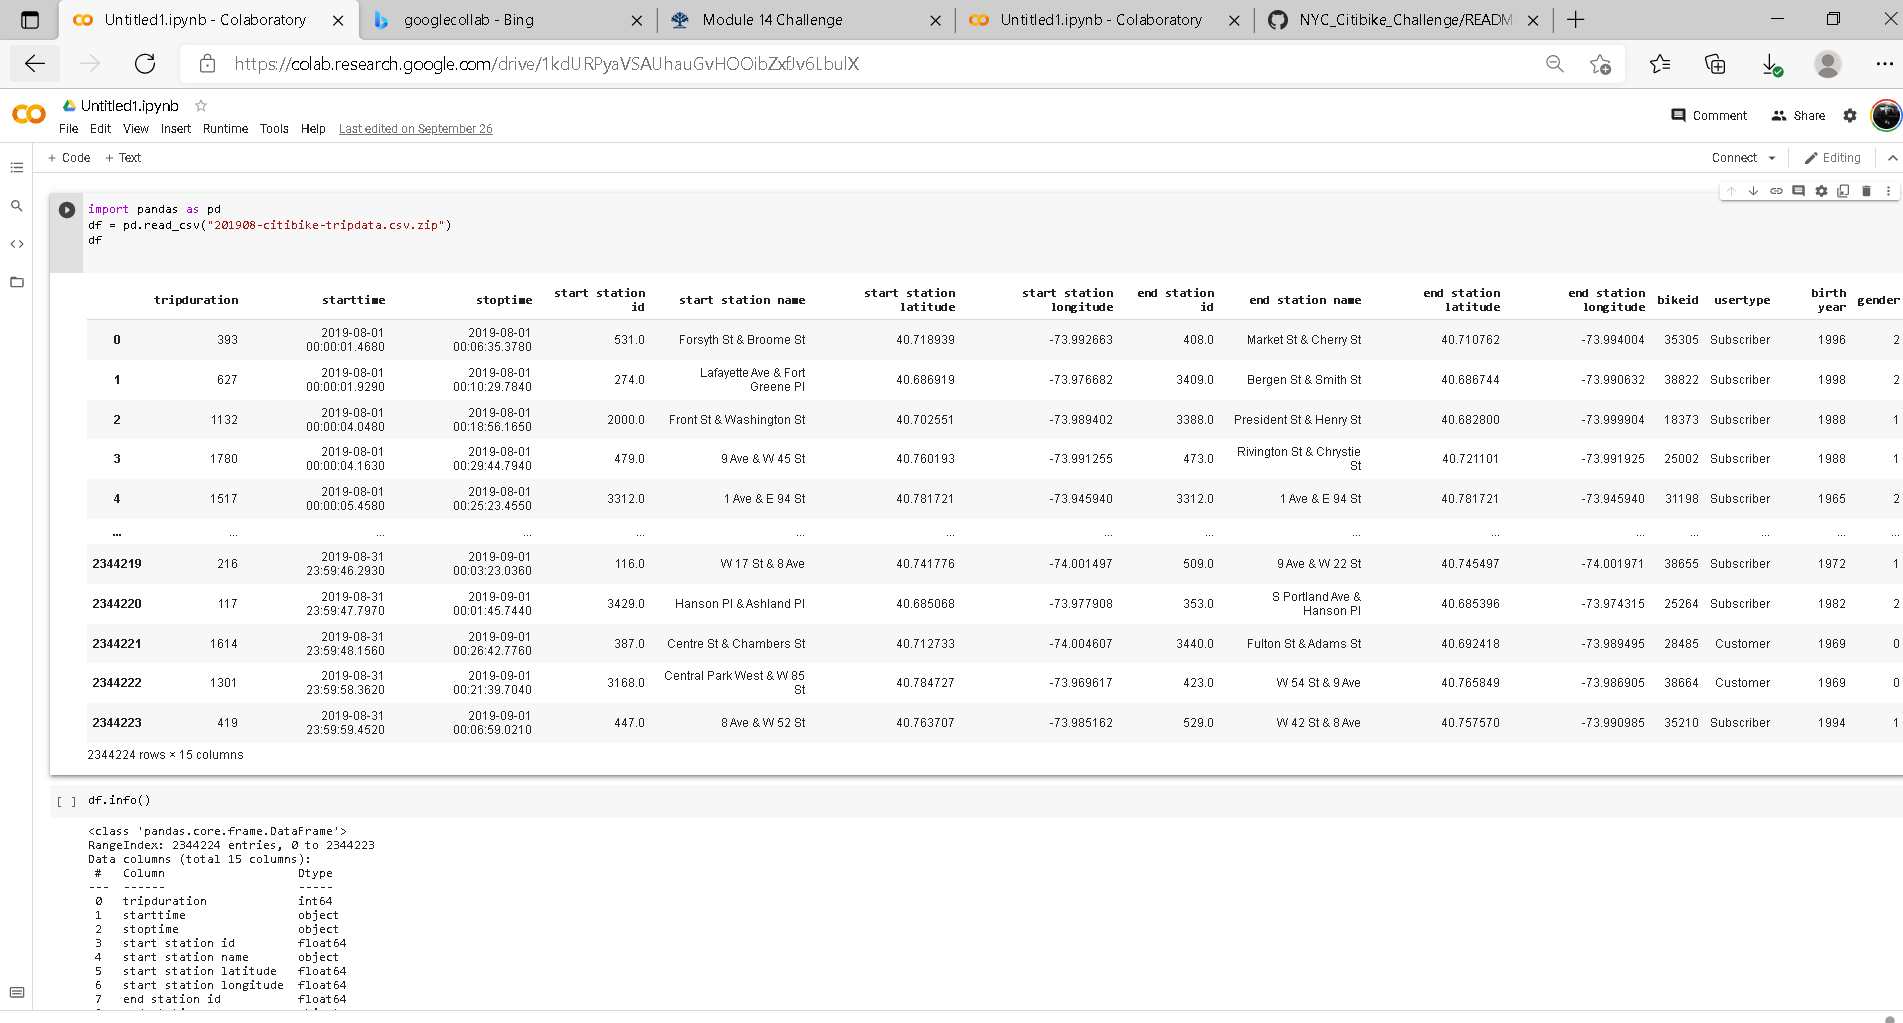 Untitled1.ipynb - Colaboratory
googlecollab - Bing
Module 14 Challenge
Untitled1.ipynb - Colaboratory
NYC_Citibike_Challenge/READM
https://colab.research.google.com/drive/1kdURPyaVSAUhauGvHOOibZxfJv6LbulX
Untitled1.ipynb
File Edit View Insert Runtime Tools Help Last edited on September 26
Comment Share
+ Code + Text
Connect Editing
import pandas as pd
df = pd.read_csv("201908-citibike-tripdata.csv.zip")
df
tripduration starttime stoptime start station id start station name start station latitude start station longitude end station id end station name end station latitude end station longitude bikeid usertype birth year gender
0 393 2019-08-01 00:00:01.4680 2019-08-01 00:06:35.3780 531.0 Forsyth St & Broome St 40.718939 -73.992663 408.0 Market St & Cherry St 40.710762 -73.994004 35305 Subscriber 1996 2
1 627 2019-08-01 00:00:01.9290 2019-08-01 00:10:29.7840 274.0 Lafayette Ave & Fort Greene Pl 40.686919 -73.976682 3409.0 Bergen St & Smith St 40.686744 -73.990632 38822 Subscriber 1998 2
2 1132 2019-08-01 00:00:04.0480 2019-08-01 00:18:56.1650 2000.0 Front St & Washington St 40.702551 -73.989402 3388.0 President St & Henry St 40.682800 -73.999904 18373 Subscriber 1988 1
3 1780 2019-08-01 00:00:04.1630 2019-08-01 00:29:44.7940 479.0 9 Ave & W 45 St 40.760193 -73.991255 473.0 Rivington St & Chrystie St 40.721101 -73.991925 25002 Subscriber 1988 1
4 1517 2019-08-01 00:00:05.4580 2019-08-01 00:25:23.4550 3312.0 1 Ave & E 94 St 40.781721 -73.945940 3312.0 1 Ave & E 94 St 40.781721 -73.945940 31198 Subscriber 1965 2
... ... ... ... ... ... ... ... ... ... ... ... ... ... ... ...
2344219 216 2019-08-31 23:59:46.2930 2019-09-01 00:03:23.0360 116.0 W 17 St & 8 Ave 40.741776 -74.001497 509.0 9 Ave & W 22 St 40.745497 -74.001971 38655 Subscriber 1972 1
2344220 117 2019-08-31 23:59:47.7970 2019-09-01 00:01:45.7440 3429.0 Hanson Pl & Ashland Pl 40.685068 -73.977908 353.0 S Portland Ave & Hanson Pl 40.685396 -73.974315 25264 Subscriber 1982 2
2344221 1614 2019-08-31 23:59:48.1560 2019-09-01 00:26:42.7760 387.0 Centre St & Chambers St 40.712733 -74.004607 3440.0 Fulton St & Adams St 40.692418 -73.989495 28485 Customer 1969 0
2344222 1301 2019-08-31 23:59:58.3620 2019-09-01 00:21:39.7040 3168.0 Central Park West & W 85 St 40.784727 -73.969617 423.0 W 54 St & 9 Ave 40.765849 -73.986905 38664 Customer 1969 0
2344223 419 2019-08-31 23:59:59.4520 2019-09-01 00:06:59.0210 447.0 8 Ave & W 52 St 40.763707 -73.985162 529.0 W 42 St & 8 Ave 40.757570 -73.990985 35210 Subscriber 1994 1
2344224 rows × 15 columns
[ ] df.info()
<class 'pandas.core.frame.DataFrame'>
RangeIndex: 2344224 entries, 0 to 2344223
Data columns (total 15 columns):
# Column Dtype
--- ------ -----
0 tripduration int64
1 starttime object
2 stoptime object
3 start station id float64
4 start station name object
5 start station latitude float64
6 start station longitude float64
7 end station id float64